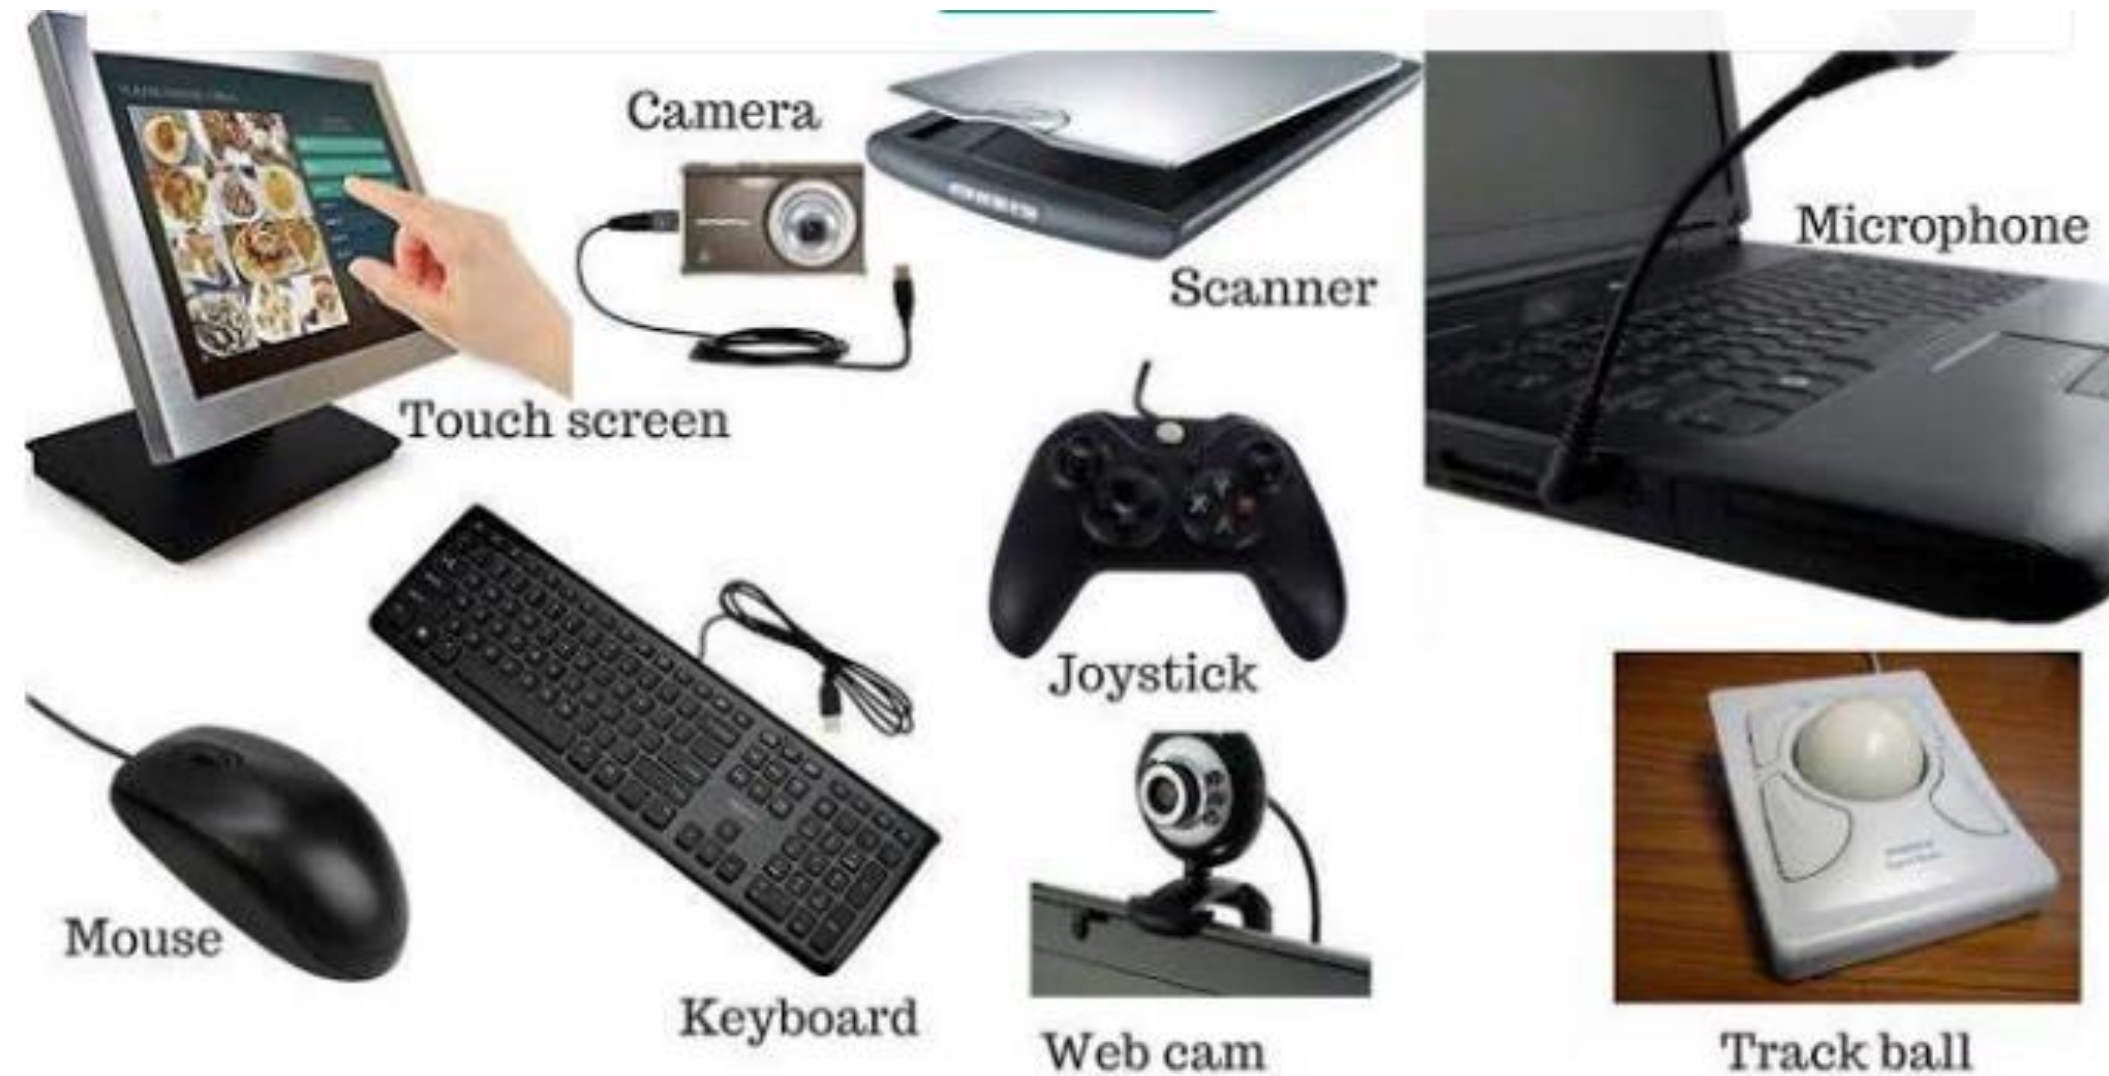 Camera
Scanner
Microphone
Touch screen
Joystick
Mouse
Keyboard
Web cam
Track ball